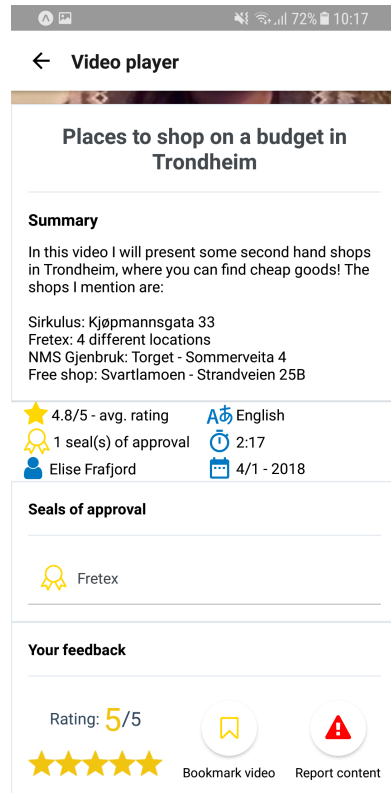 72% 10:17
Video player
Places to shop on a budget in
Trondheim
Summary
In this video I will present some second hand shops
in Trondheim, where you can find cheap goods! The
shops I mention are:
Sirkulus: Kjøpmannsgata 33
Fretex: 4 different locations
NMS Gjenbruk: Torget - Sommerveita 4
Free shop: Svartlamoen - Strandveien 25B
4.8/5 - avg. rating
Aあ English
1 seal(s) of approval
2:17
Elise Frafjord
4/1 - 2018
Seals of approval
Fretex
Your feedback
Rating: 5/5
Bookmark video
Report content